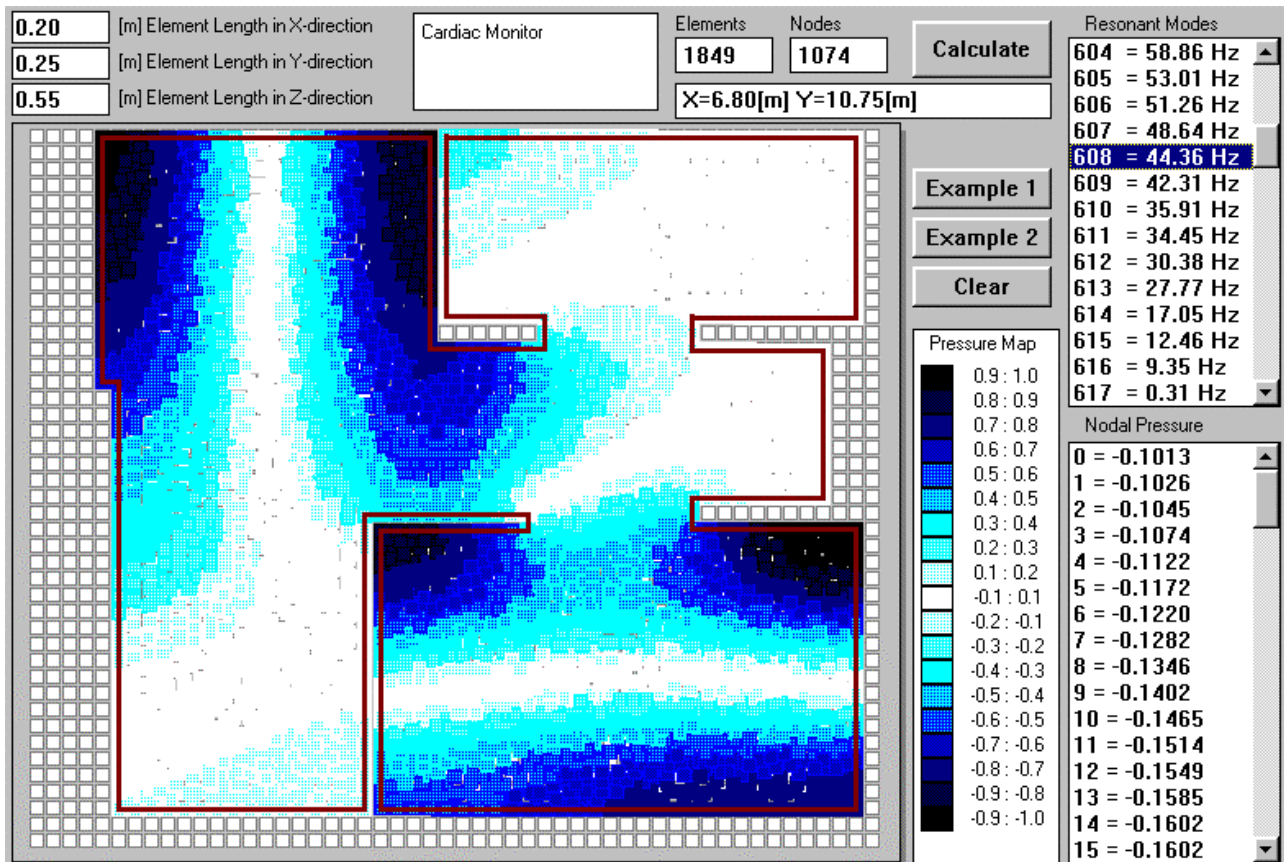 0.20 [m] Element Length in X-direction
0.25 [m] Element Length in Y-direction
0.55 [m] Element Length in Z-direction
Cardiac Monitor
Elements Nodes
1849 1074
X=6.80[m] Y=10.75[m]
Calculate
Example 1
Example 2
Clear
Pressure Map
0.9 : 1.0
0.8 : 0.9
0.7 : 0.8
0.6 : 0.7
0.5 : 0.6
0.4 : 0.5
0.3 : 0.4
0.2 : 0.3
0.1 : 0.2
-0.1 : 0.1
-0.2 : -0.1
-0.3 : -0.2
-0.4 : -0.3
-0.5 : -0.4
-0.6 : -0.5
-0.7 : -0.6
-0.8 : -0.7
-0.9 : -0.8
-0.9 : -1.0
Resonant Modes
604 = 58.86 Hz
605 = 53.01 Hz
606 = 51.26 Hz
607 = 48.64 Hz
608 = 44.36 Hz
609 = 42.31 Hz
610 = 35.91 Hz
611 = 34.45 Hz
612 = 30.38 Hz
613 = 27.77 Hz
614 = 17.05 Hz
615 = 12.46 Hz
616 = 9.35 Hz
617 = 0.31 Hz
Nodal Pressure
0 = -0.1013
1 = -0.1026
2 = -0.1045
3 = -0.1074
4 = -0.1122
5 = -0.1172
6 = -0.1220
7 = -0.1282
8 = -0.1346
9 = -0.1402
10 = -0.1465
11 = -0.1514
12 = -0.1549
13 = -0.1585
14 = -0.1602
15 = -0.1602